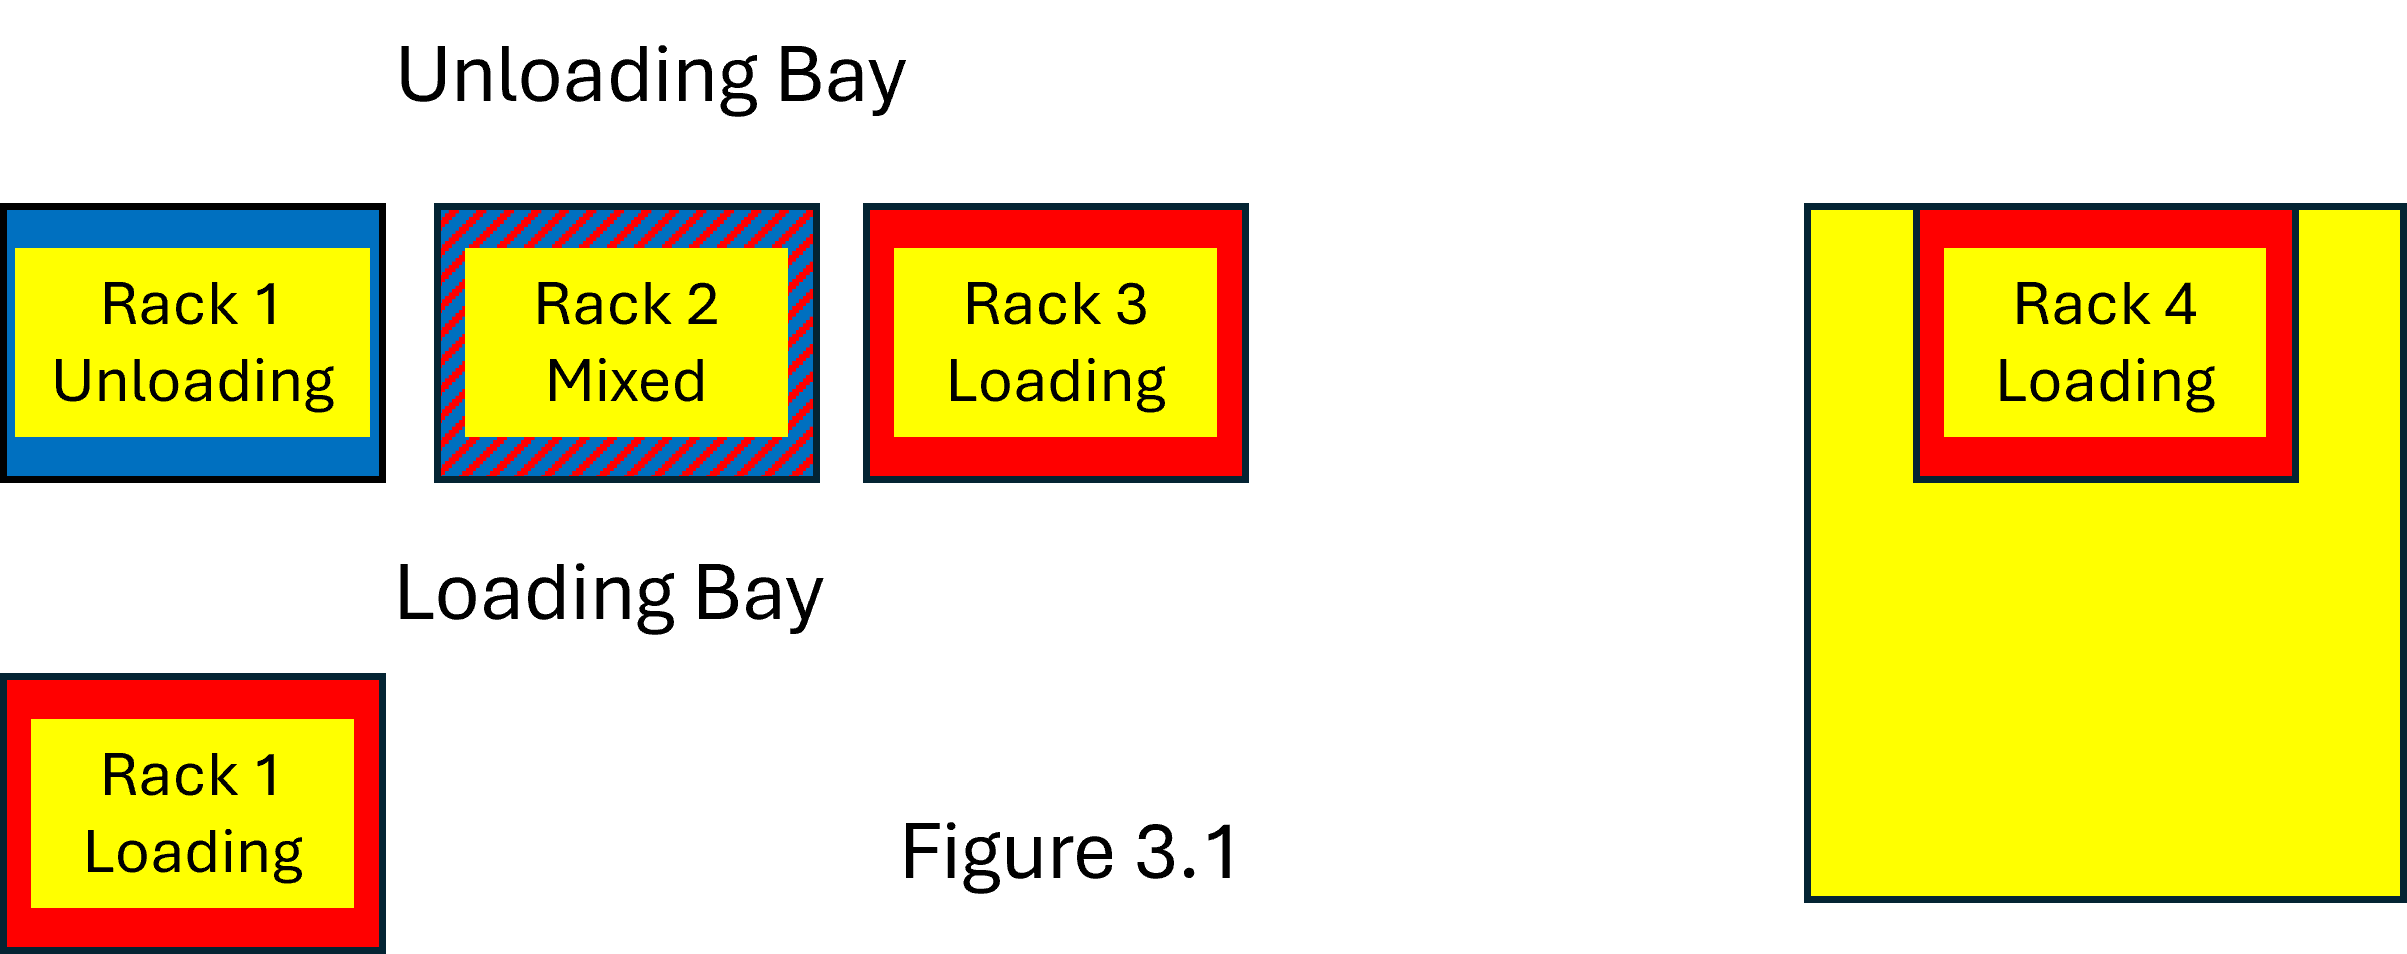 Unloading Bay
Rack 1
Unloading
Rack 2
Mixed
Rack 3
Loading
Rack 4
Loading
Loading Bay
Rack 1
Loading
Figure 3.1